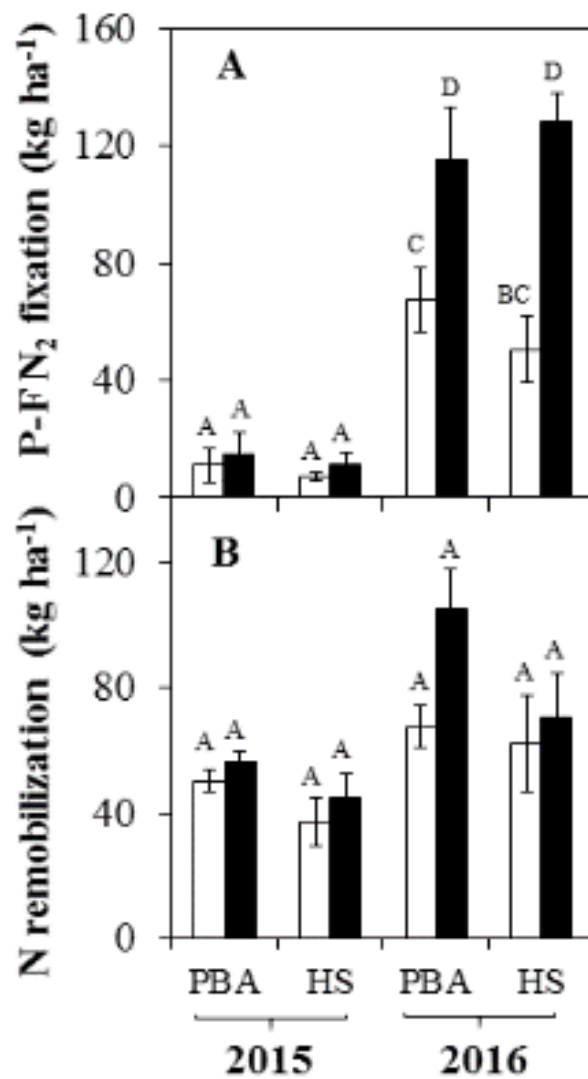 P-F N₂ fixation (kg ha⁻¹)
160
120
80
40
0
A
A
A
A
A
C
D
BC
D
N remobilization (kg ha⁻¹)
120
80
40
0
B
A
A
A
A
A
A
A
A
PBA HS PBA HS
2015 2016